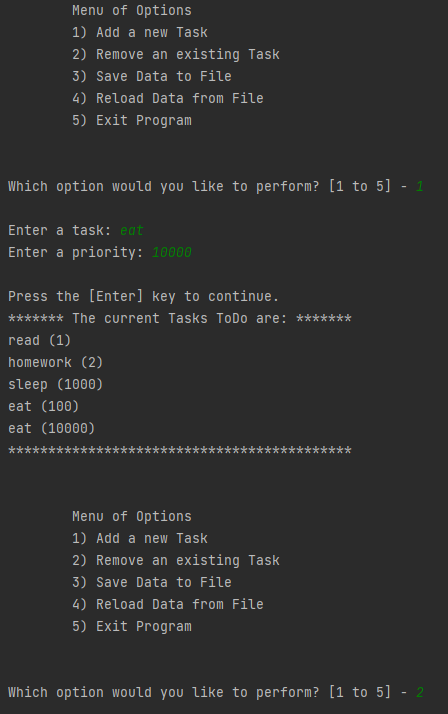 Menu of Options
1) Add a new Task
2) Remove an existing Task
3) Save Data to File
4) Reload Data from File
5) Exit Program
Which option would you like to perform? [1 to 5] - 1
Enter a task: eat
Enter a priority: 10000
Press the [Enter] key to continue.
******* The current Tasks ToDo are: *******
read (1)
homework (2)
sleep (1000)
eat (100)
eat (10000)
*******************************************
Menu of Options
1) Add a new Task
2) Remove an existing Task
3) Save Data to File
4) Reload Data from File
5) Exit Program
Which option would you like to perform? [1 to 5] - 2